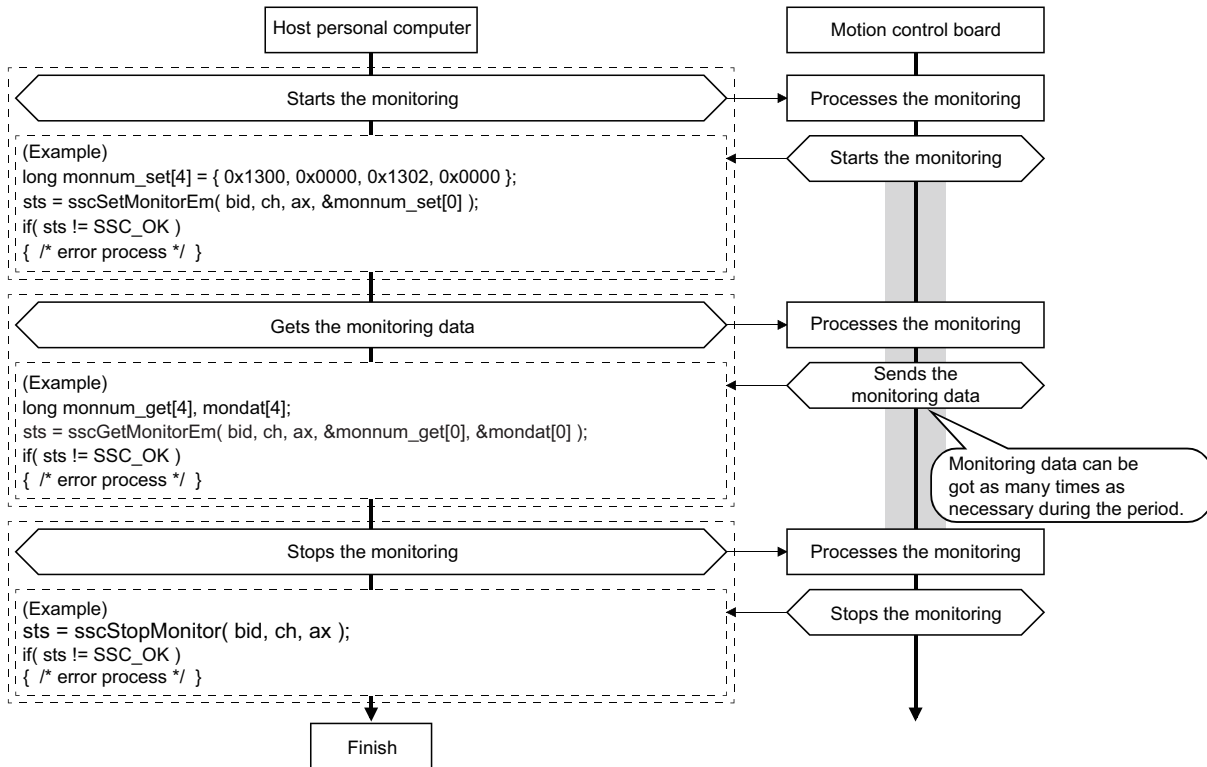 Host personal computer
Motion control board
Starts the monitoring
Processes the monitoring
(Example)
long monnum_set[4] = { 0x1300, 0x0000, 0x1302, 0x0000 };
sts = sscSetMonitorEm( bid, ch, ax, &monnum_set[0] );
if( sts != SSC_OK )
{  /* error process */  }
Starts the monitoring
Gets the monitoring data
Processes the monitoring
(Example)
long monnum_get[4], mondat[4];
sts = sscGetMonitorEm( bid, ch, ax, &monnum_get[0], &mondat[0] );
if( sts != SSC_OK )
{  /* error process */  }
Sends the
monitoring data
Monitoring data can be
got as many times as
necessary during the period.
Stops the monitoring
Processes the monitoring
(Example)
sts = sscStopMonitor( bid, ch, ax );
if( sts != SSC_OK )
{  /* error process */  }
Stops the monitoring
Finish